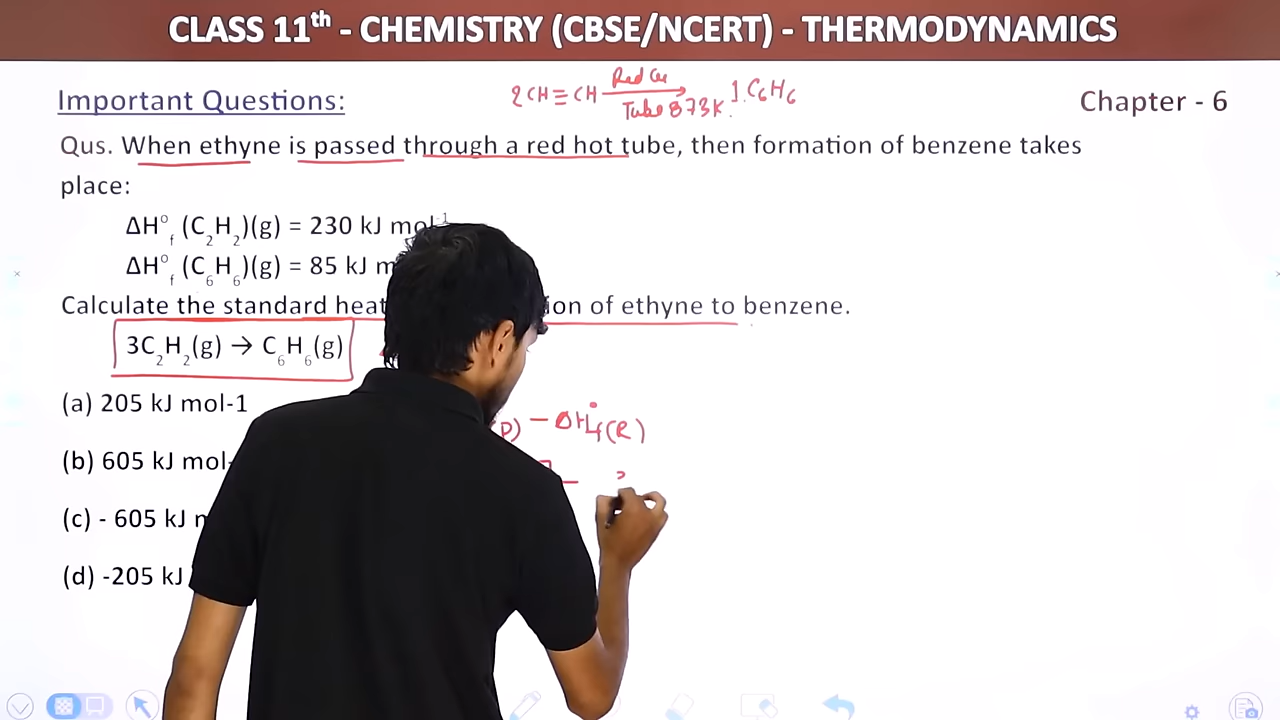 CLASS 11th - CHEMISTRY (CBSE/NCERT) - THERMODYNAMICS
2CH≡CH Red Cu Tube 873K 1.C6H6
Important Questions:
Chapter - 6
Qus. When ethyne is passed through a red hot tube, then formation of benzene takes
place:
ΔH°f (C2H2)(g) = 230 kJ mol-1
ΔH°f (C6H6)(g) = 85 kJ m
Calculate the standard heat ion of ethyne to benzene.
3C2H2(g) → C6H6(g)
(a) 205 kJ mol-1
(P) - ΔH°f(R)
(b) 605 kJ mol-
(c) - 605 kJ
(d) -205 kJ